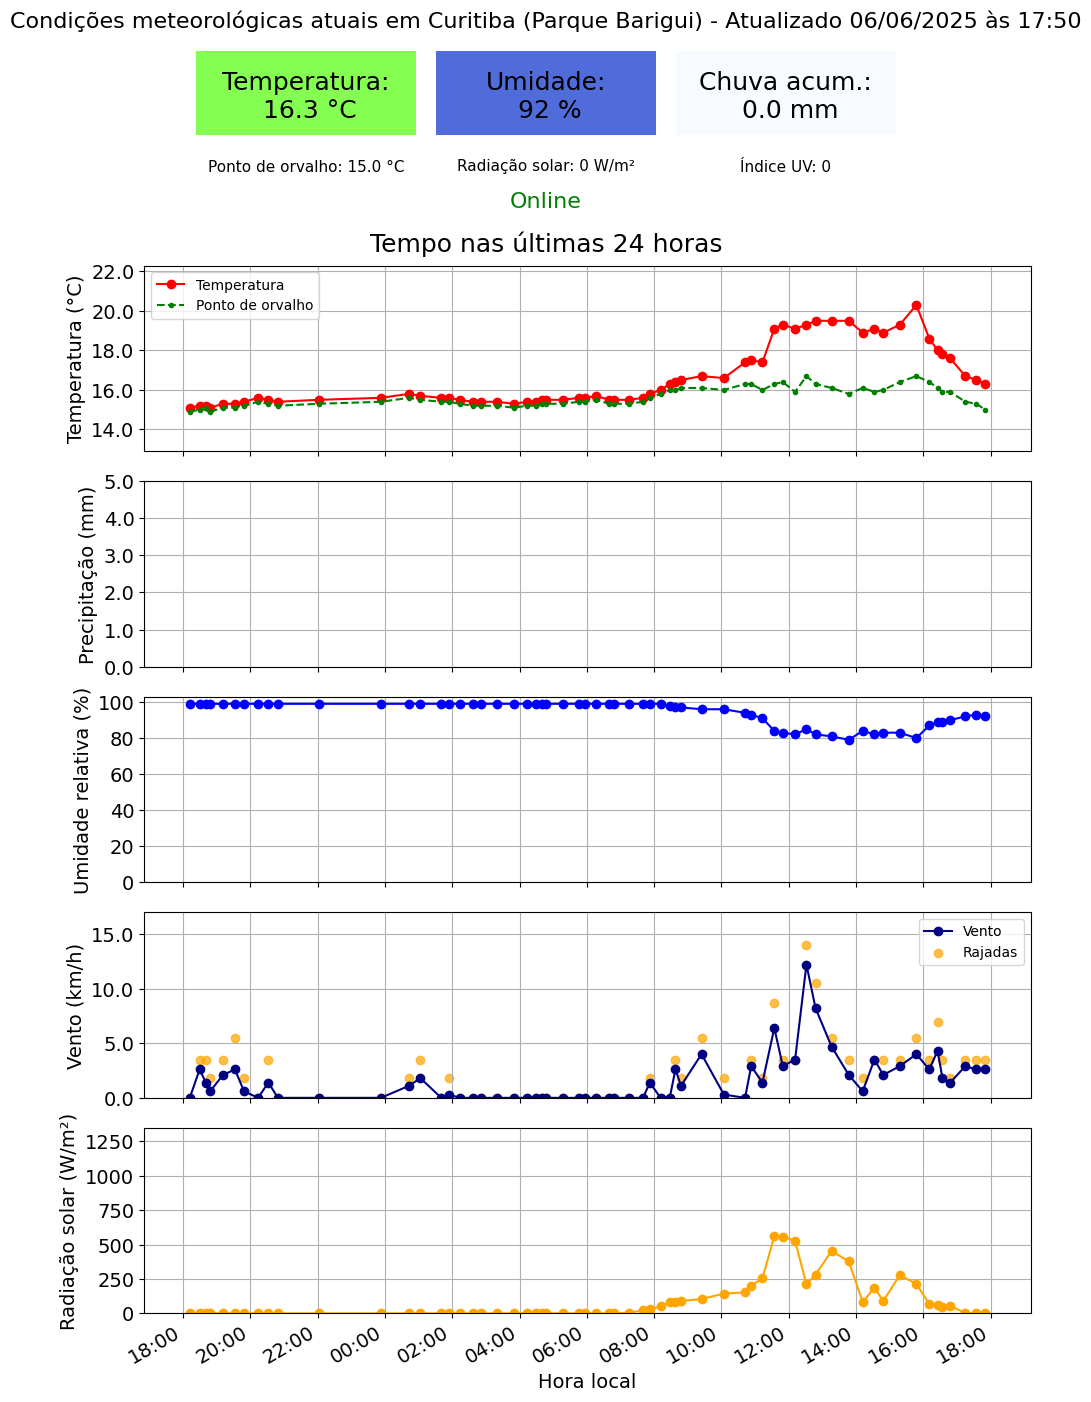 Condições meteorológicas atuais em Curitiba (Parque Barigui) - Atualizado 06/06/2025 às 17:50
Temperatura:
16.3 °C
Umidade:
92 %
Chuva acum.:
0.0 mm
Ponto de orvalho: 15.0 °C
Radiação solar: 0 W/m²
Índice UV: 0
Online
Tempo nas últimas 24 horas
Temperatura (°C)
22.0
20.0
18.0
16.0
14.0
Temperatura
Ponto de orvalho
Precipitação (mm)
5.0
4.0
3.0
2.0
1.0
0.0
Umidade relativa (%)
100
80
60
40
20
0
Vento (km/h)
15.0
10.0
5.0
0.0
Vento
Rajadas
Radiação solar (W/m²)
1250
1000
750
500
250
0
18:00
20:00
22:00
00:00
02:00
04:00
06:00
08:00
10:00
12:00
14:00
16:00
18:00
Hora local